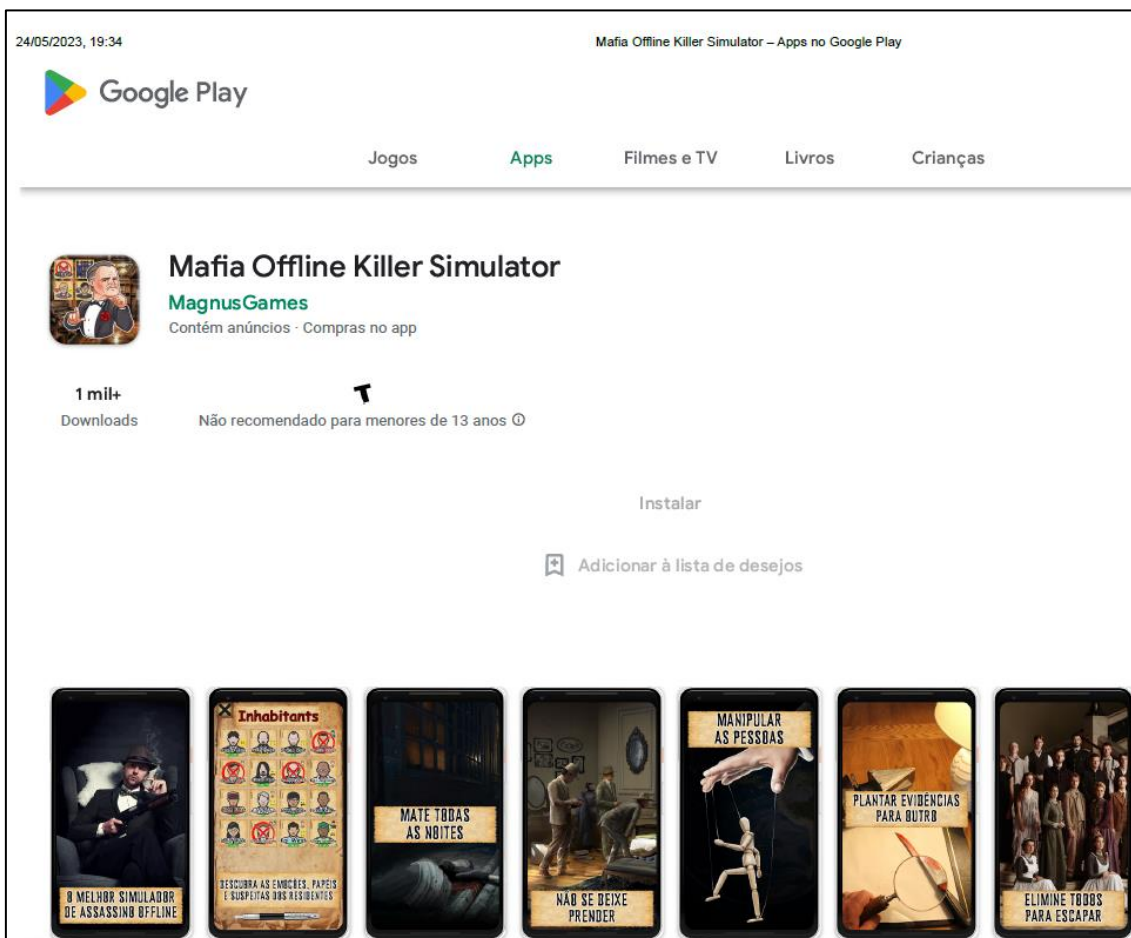 24/05/2023, 19:34 Mafia Offline Killer Simulator – Apps no Google Play
Google Play
Jogos Apps Filmes e TV Livros Crianças
Mafia Offline Killer Simulator
MagnusGames
Contém anúncios · Compras no app
1 mil+ T
Downloads Não recomendado para menores de 13 anos
Instalar
Adicionar à lista de desejos
O MELHOR SIMULADOR
DE ASSASSINO OFFLINE
Inhabitants
DESCUBRA AS EMOÇÕES, PAPÉIS
E SUSPEITAS DOS RESIDENTES
MATE TODAS
AS NOITES
NÃO SE DEIXE
PRENDER
MANIPULAR
AS PESSOAS
PLANTAR EVIDÊNCIAS
PARA OUTRO
ELIMINE TODOS
PARA ESCAPAR